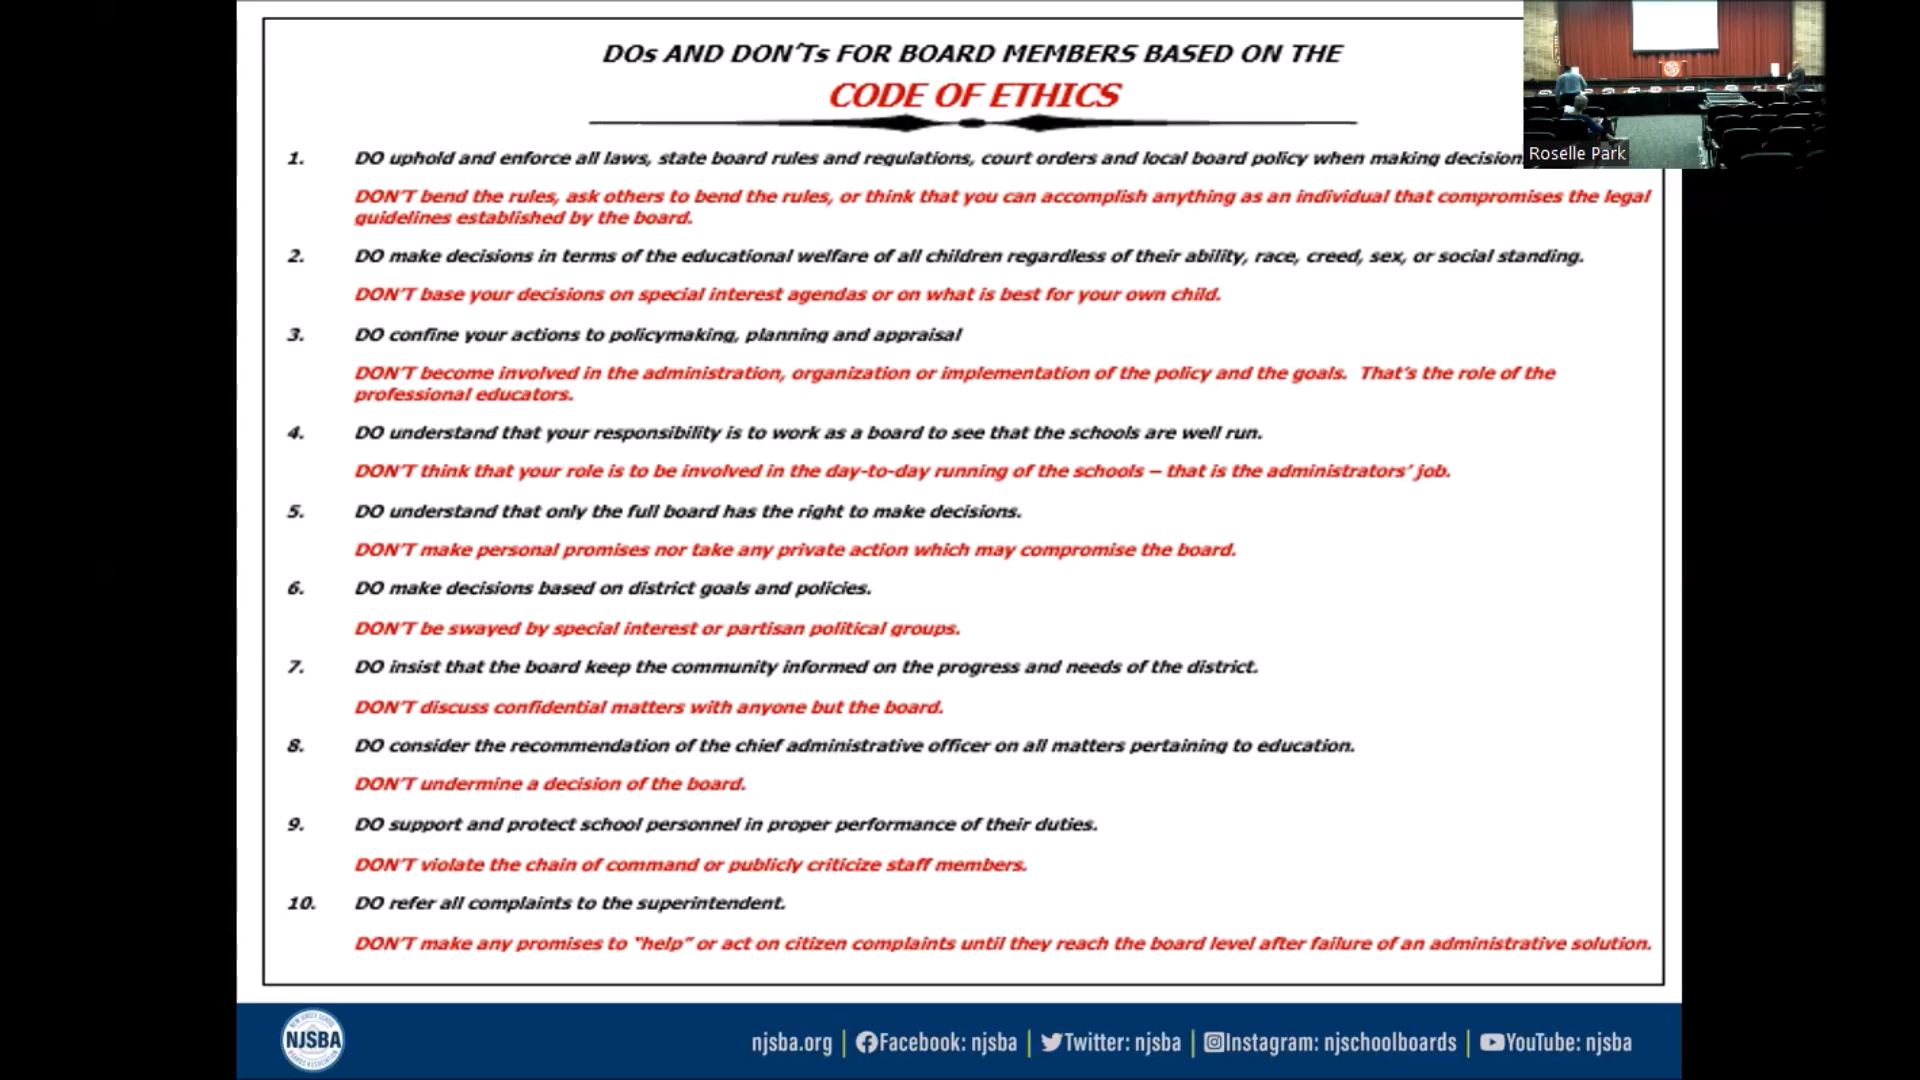 DOs AND DON'Ts FOR BOARD MEMBERS BASED ON THE
CODE OF ETHICS
1. DO uphold and enforce all laws, state board rules and regulations, court orders and local board policy when making decision
DON'T bend the rules, ask others to bend the rules, or think that you can accomplish anything as an individual that compromises the legal
guidelines established by the board.
2. DO make decisions in terms of the educational welfare of all children regardless of their ability, race, creed, sex, or social standing.
DON'T base your decisions on special interest agendas or on what is best for your own child.
3. DO confine your actions to policymaking, planning and appraisal
DON'T become involved in the administration, organization or implementation of the policy and the goals. That's the role of the
professional educators.
4. DO understand that your responsibility is to work as a board to see that the schools are well run.
DON'T think that your role is to be involved in the day-to-day running of the schools – that is the administrators' job.
5. DO understand that only the full board has the right to make decisions.
DON'T make personal promises nor take any private action which may compromise the board.
6. DO make decisions based on district goals and policies.
DON'T be swayed by special interest or partisan political groups.
7. DO insist that the board keep the community informed on the progress and needs of the district.
DON'T discuss confidential matters with anyone but the board.
8. DO consider the recommendation of the chief administrative officer on all matters pertaining to education.
DON'T undermine a decision of the board.
9. DO support and protect school personnel in proper performance of their duties.
DON'T violate the chain of command or publicly criticize staff members.
10. DO refer all complaints to the superintendent.
DON'T make any promises to "help" or act on citizen complaints until they reach the board level after failure of an administrative solution.
Roselle Park
NEW JERSEY SCHOOL
NJSBA
BOARDS ASSOCIATION
njsba.org | Facebook: njsba | Twitter: njsba | Instagram: njschoolboards | YouTube: njsba